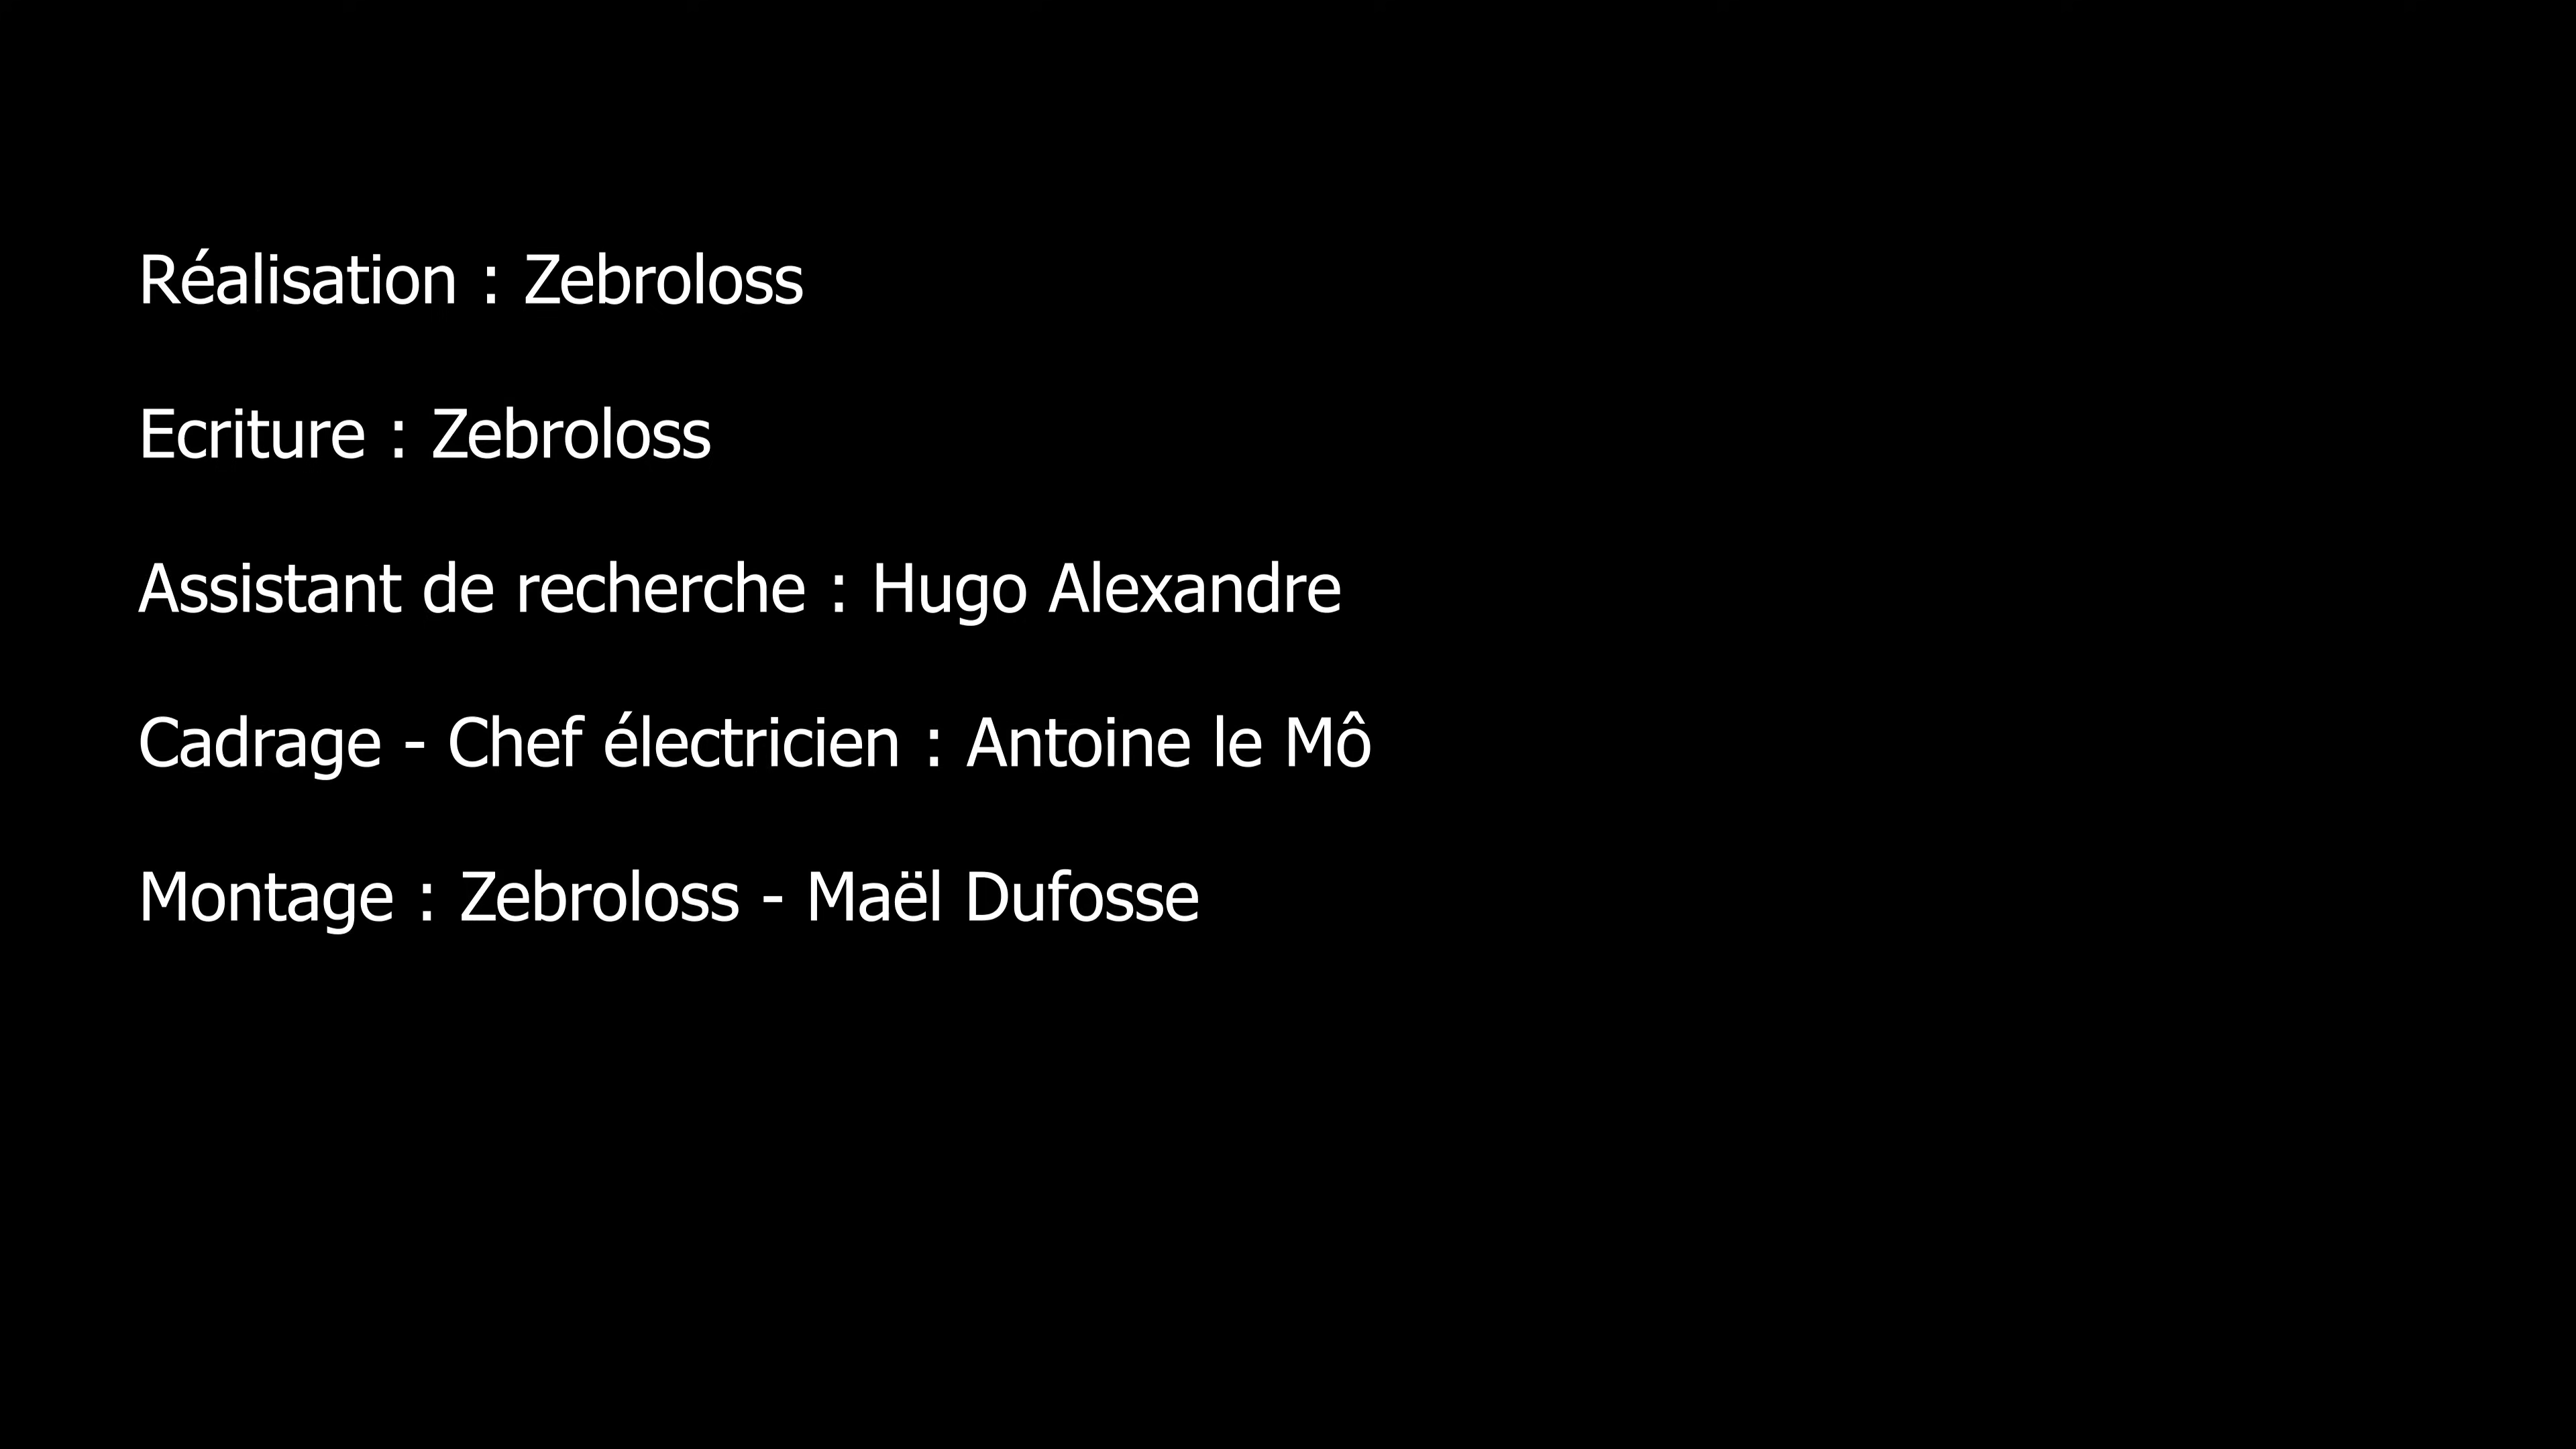 Réalisation : Zebroloss
Ecriture : Zebroloss
Assistant de recherche : Hugo Alexandre
Cadrage - Chef électricien : Antoine le Mô
Montage : Zebroloss - Maël Dufosse